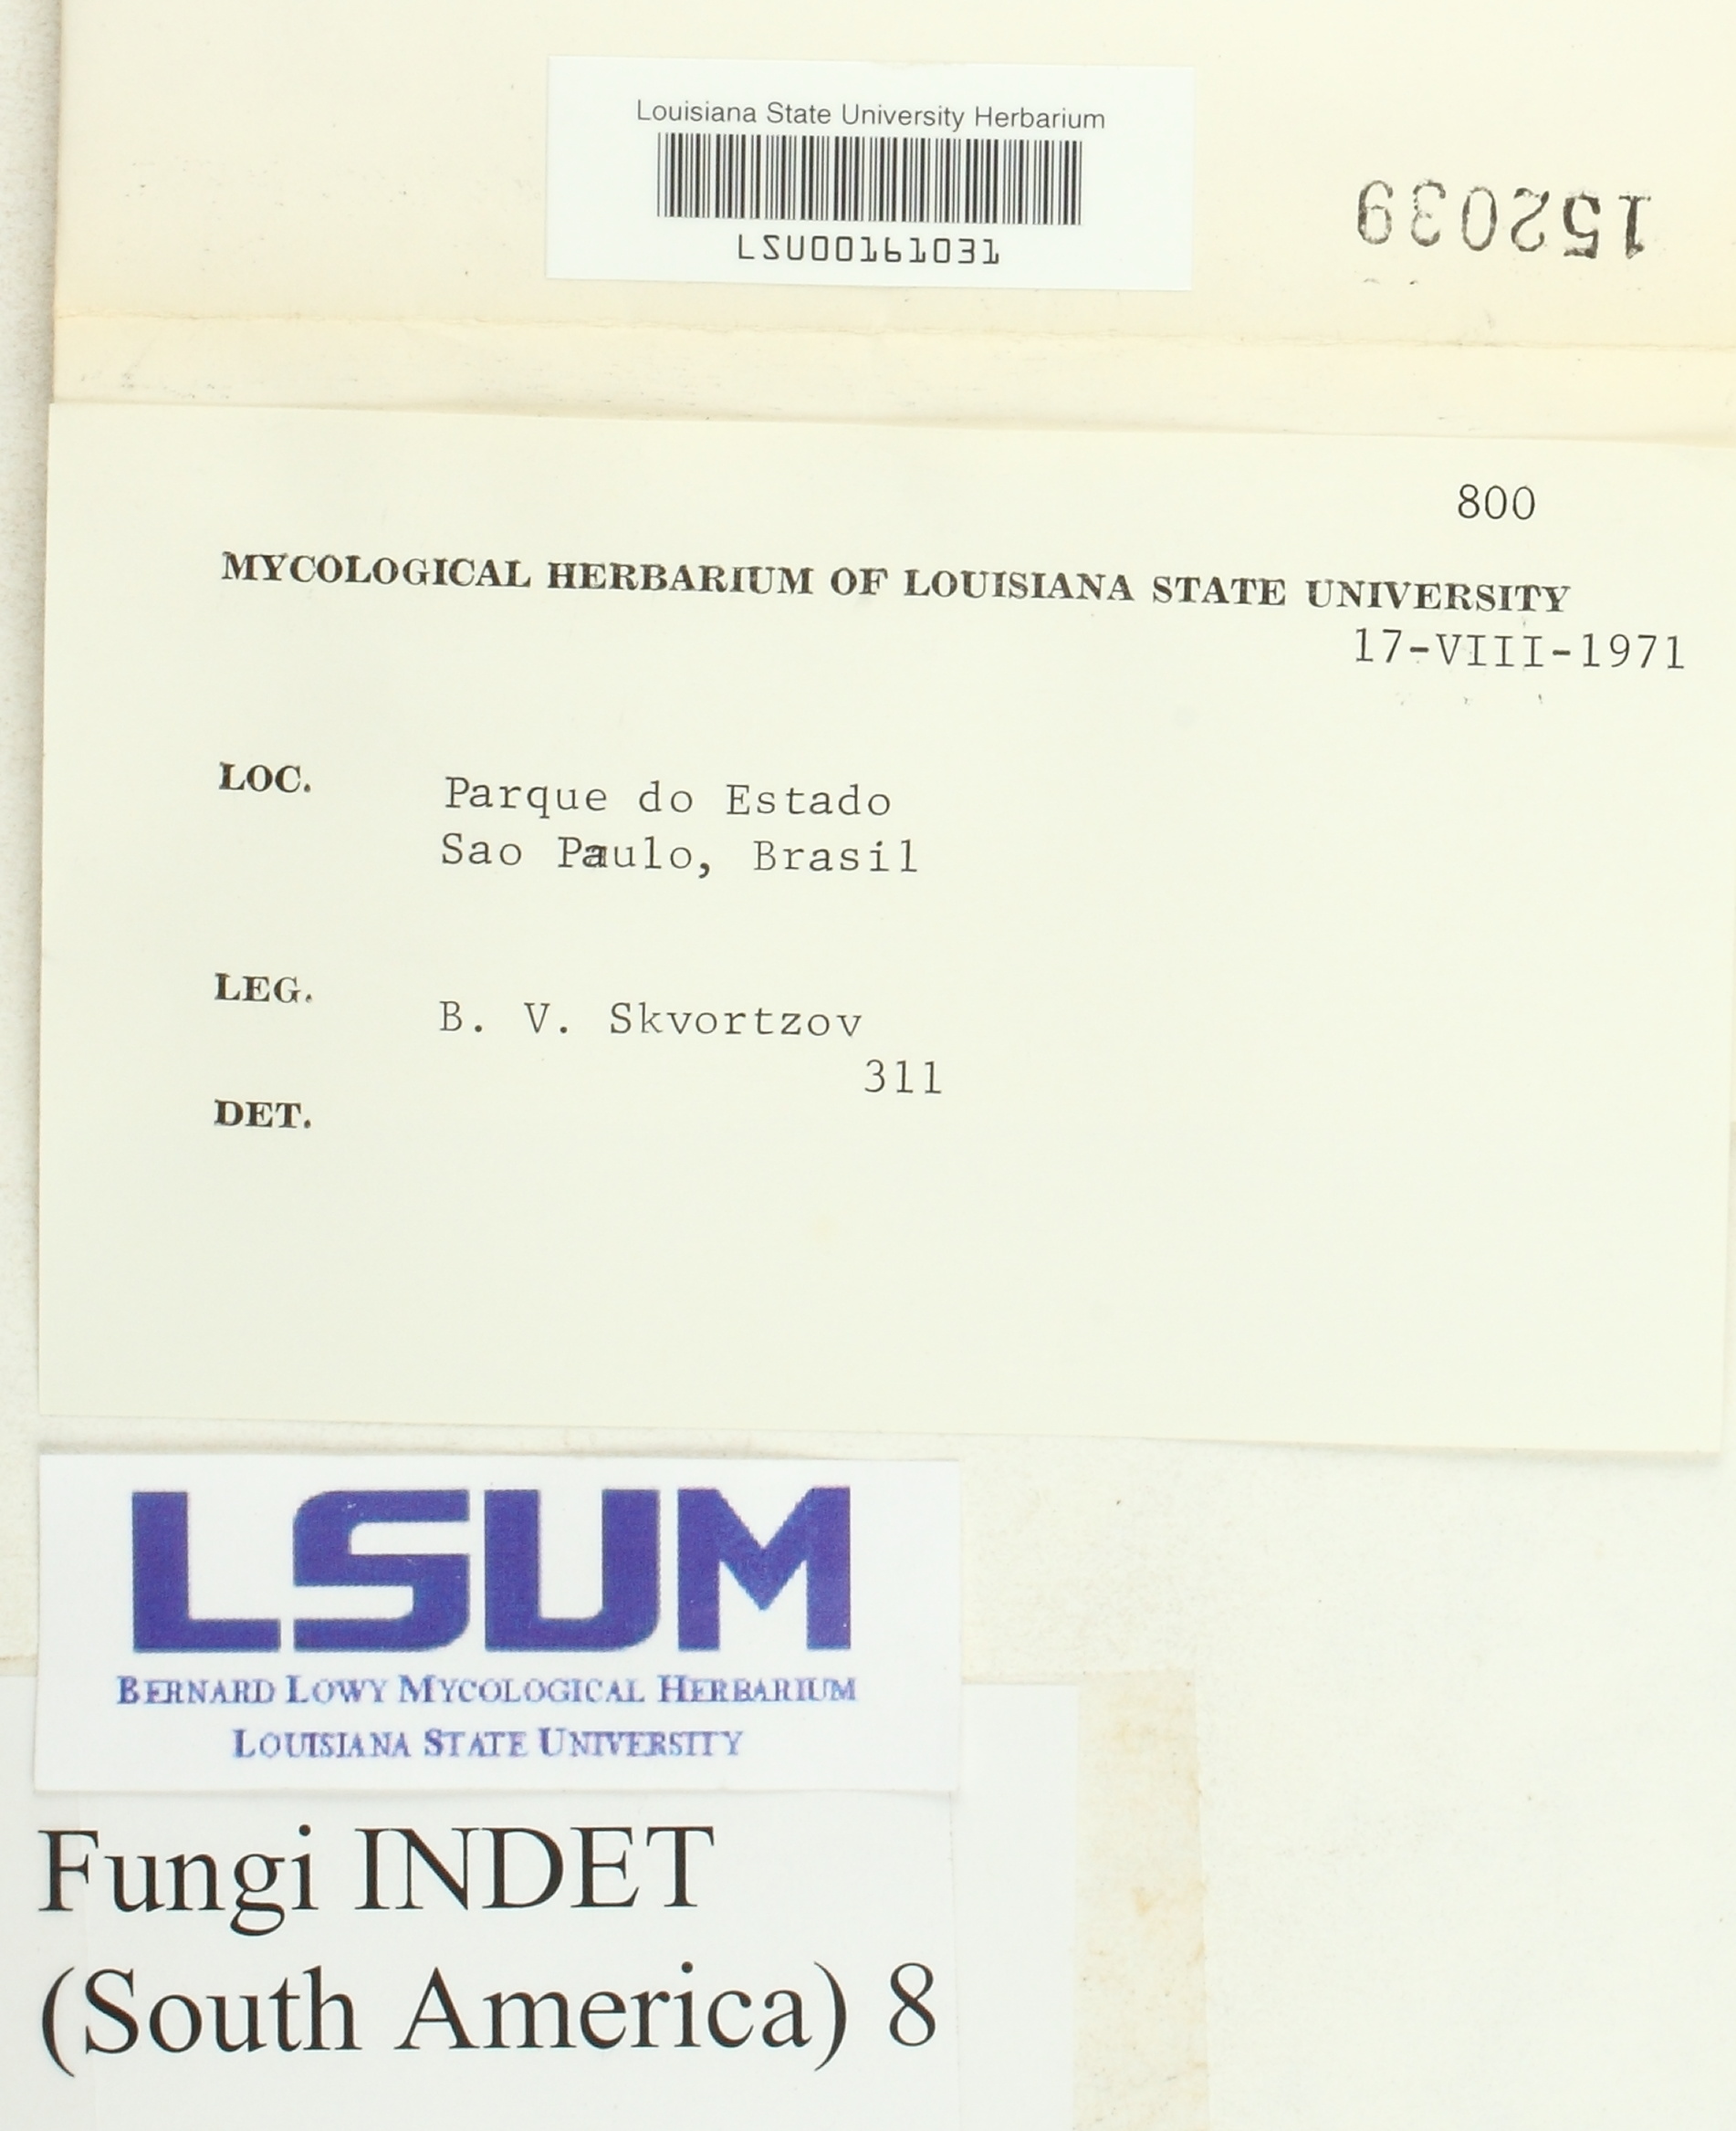 Louisiana State University Herbarium
LSU00161031
152039
800
MYCOLOGICAL HERBARIUM OF LOUISIANA STATE UNIVERSITY
17-VIII-1971
LOC. Parque do Estado
Sao Paulo, Brasil
LEG. B. V. Skvortzov
311
DET.
LSUM
BERNARD LOWY MYCOLOGICAL HERBARIUM
LOUISIANA STATE UNIVERSITY
Fungi INDET
(South America) 8